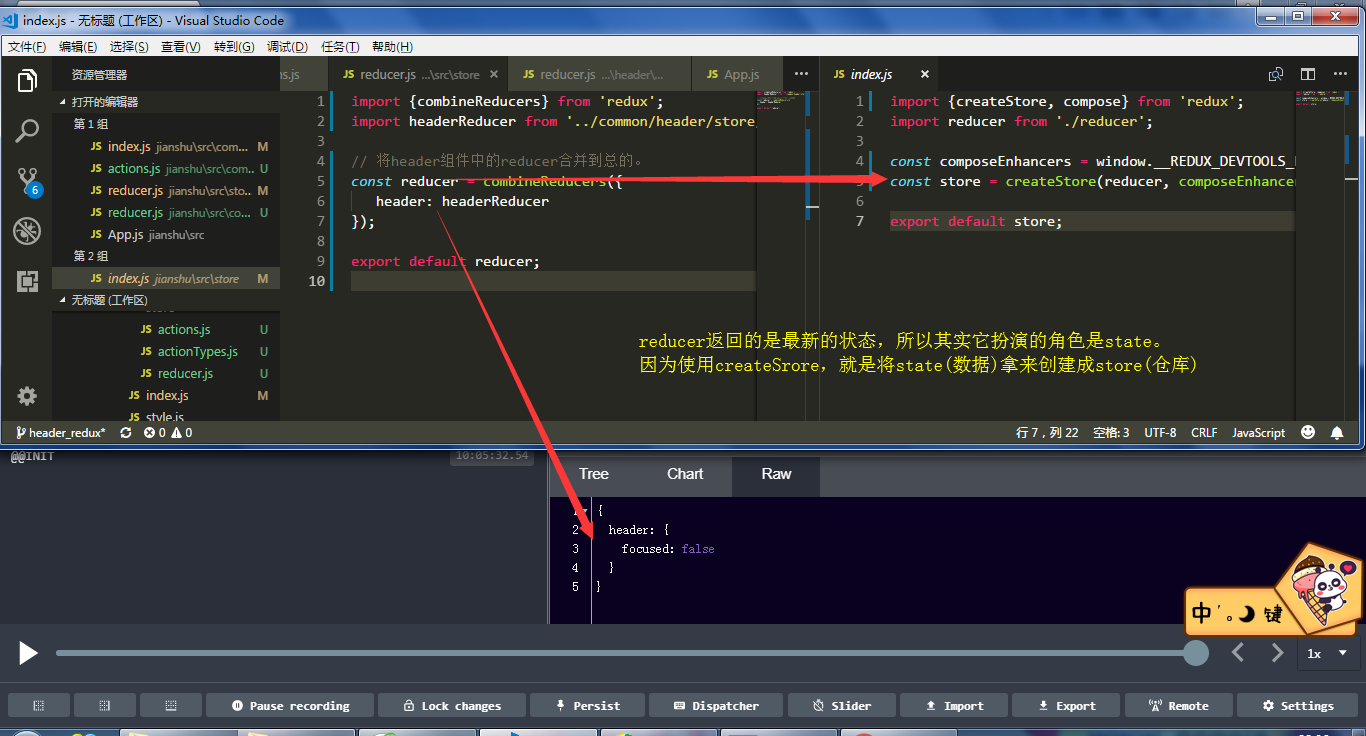 index.js - 无标题 (工作区) - Visual Studio Code
文件(F) 编辑(E) 选择(S) 查看(V) 转到(G) 调试(D) 任务(T) 帮助(H)
资源管理器
ns.js
JS reducer.js ...\src\store ×
JS reducer.js ...\header\...
JS App.js
JS index.js ×
打开的编辑器
第 1 组
JS index.js jianshu\src\com... M
JS actions.js jianshu\src\com... U
JS reducer.js jianshu\src\sto... M
JS reducer.js jianshu\src\co... U
JS App.js jianshu\src
第 2 组
JS index.js jianshu\src\store M
无标题 (工作区)
JS actions.js U
JS actionTypes.js U
JS reducer.js U
JS index.js M
JS style.js
6
1 import {combineReducers} from 'redux';
2 import headerReducer from '../common/header/store
3
4 // 将header组件中的reducer合并到总的。
5 const reducer = combineReducers({
6 header: headerReducer
7 });
8
9 export default reducer;
10
1 import {createStore, compose} from 'redux';
2 import reducer from './reducer';
3
4 const composeEnhancers = window.__REDUX_DEVTOOLS_
const store = createStore(reducer, composeEnhancer
6
7 export default store;
reducer返回的是最新的状态，所以其实它扮演的角色是state。
因为使用createSrore，就是将state(数据)拿来创建成store(仓库)
header_redux* 0 0 行 7，列 22 空格: 3 UTF-8 CRLF JavaScript
@@INIT 10:05:32.54
Tree Chart Raw
1 {
2 header: {
3 focused: false
4 }
5 }
中 ' 。 键
1x
Pause recording Lock changes Persist Dispatcher Slider Import Export Remote Settings